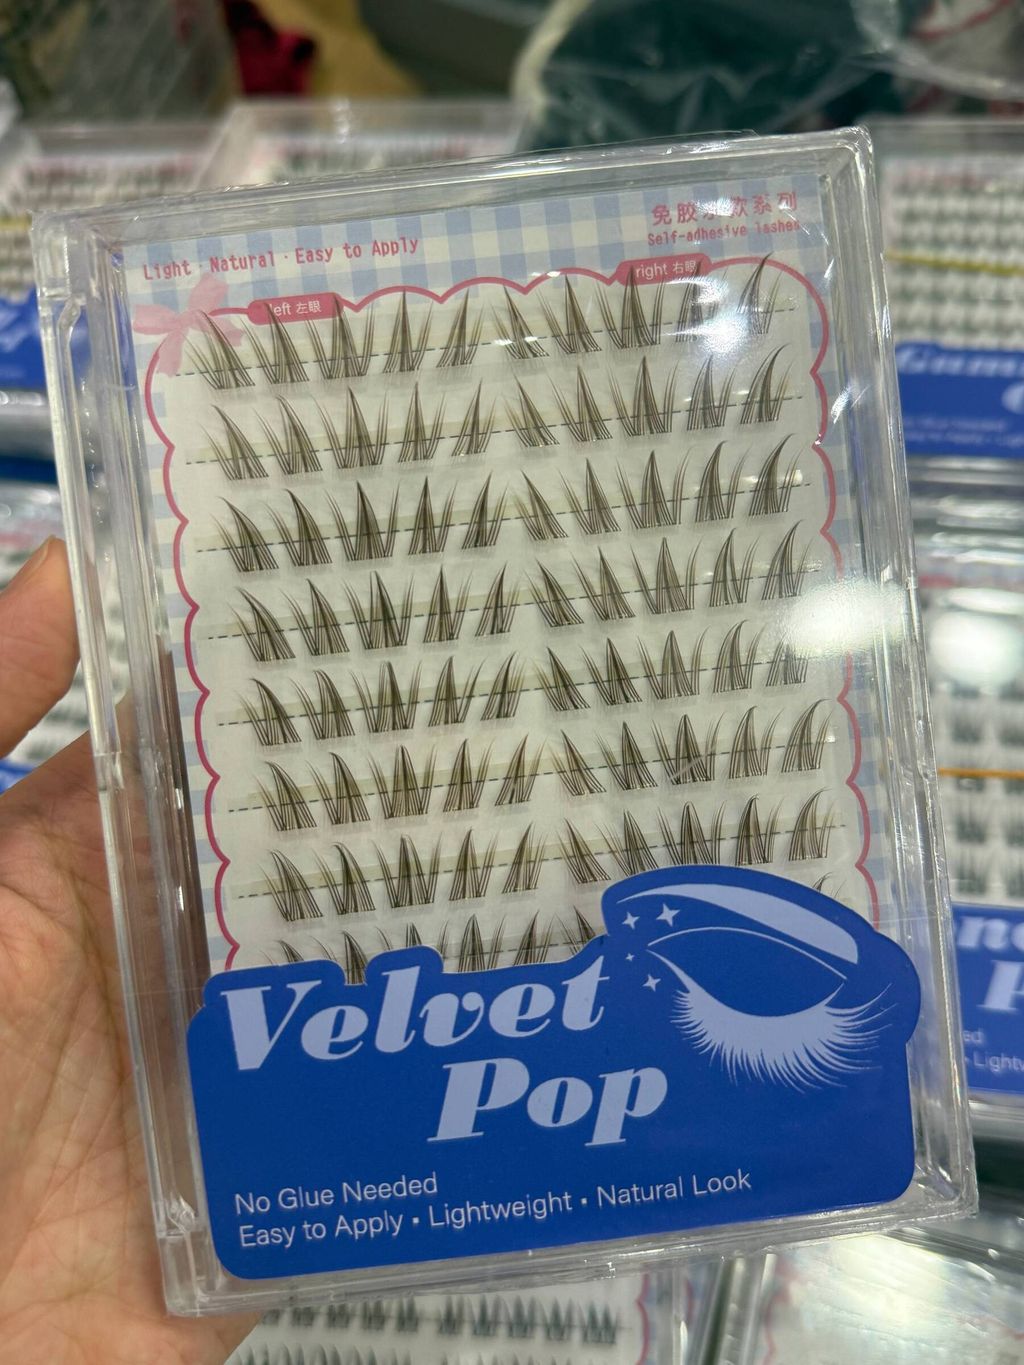 Light · Natural · Easy to Apply
免胶 款系列
Self-adhesive lashes
left 左眼
right 右眼
Velvet
Pop
No Glue Needed
Easy to Apply · Lightweight · Natural Look